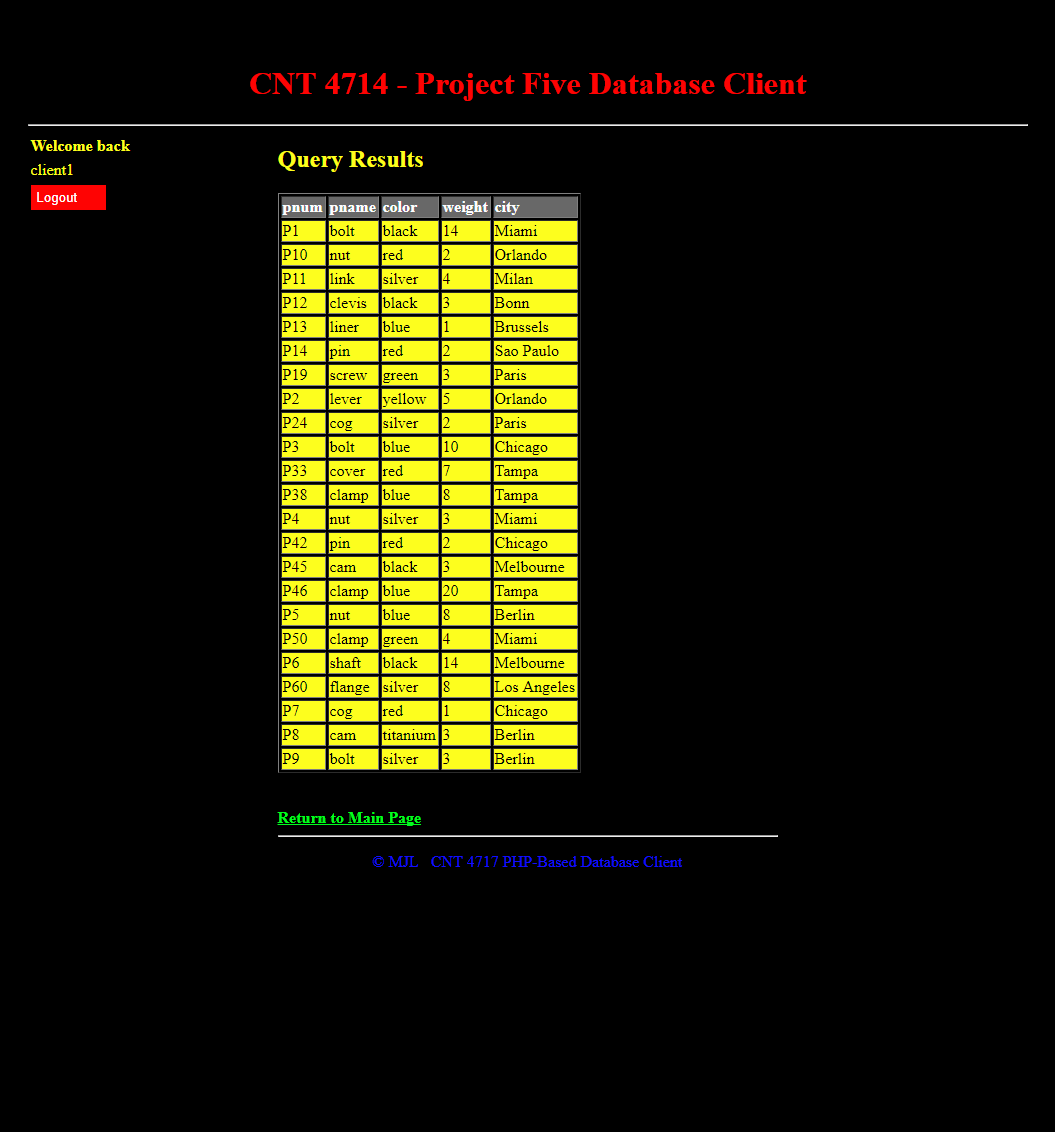 CNT 4714 - Project Five Database Client
Welcome back
client1
Logout
Query Results
pnum pname color weight city
P1 bolt black 14 Miami
P10 nut red 2 Orlando
P11 link silver 4 Milan
P12 clevis black 3 Bonn
P13 liner blue 1 Brussels
P14 pin red 2 Sao Paulo
P19 screw green 3 Paris
P2 lever yellow 5 Orlando
P24 cog silver 2 Paris
P3 bolt blue 10 Chicago
P33 cover red 7 Tampa
P38 clamp blue 8 Tampa
P4 nut silver 3 Miami
P42 pin red 2 Chicago
P45 cam black 3 Melbourne
P46 clamp blue 20 Tampa
P5 nut blue 8 Berlin
P50 clamp green 4 Miami
P6 shaft black 14 Melbourne
P60 flange silver 8 Los Angeles
P7 cog red 1 Chicago
P8 cam titanium 3 Berlin
P9 bolt silver 3 Berlin
Return to Main Page
© MJL CNT 4717 PHP-Based Database Client